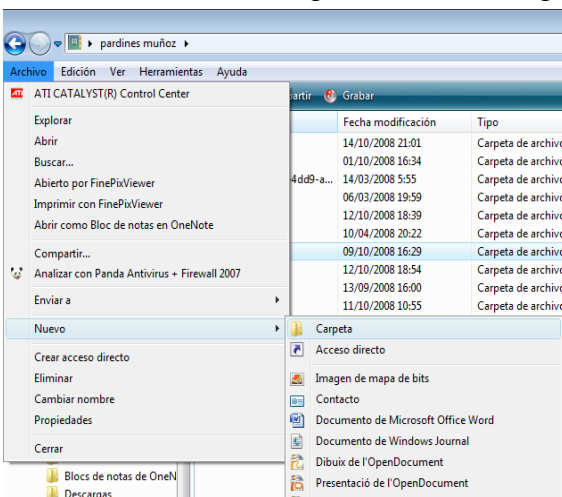 pardines muñoz
Archivo Edición Ver Herramientas Ayuda
ATI CATALYST(R) Control Center
Explorar
Abrir
Buscar...
Abierto por FinePixViewer
Imprimir con FinePixViewer
Abrir como Bloc de notas en OneNote
Compartir...
Analizar con Panda Antivirus + Firewall 2007
Enviar a
Nuevo
Crear acceso directo
Eliminar
Cambiar nombre
Propiedades
Cerrar
Blocs de notas de OneN
Descargas
artir Grabar
Fecha modificación Tipo
14/10/2008 21:01 Carpeta de archivo
01/10/2008 16:34 Carpeta de archivo
4dd9-a... 14/03/2008 5:55 Carpeta de archivo
06/03/2008 19:59 Carpeta de archivo
12/10/2008 18:39 Carpeta de archivo
10/04/2008 20:22 Carpeta de archivo
09/10/2008 16:29 Carpeta de archivo
12/10/2008 18:54 Carpeta de archivo
13/09/2008 16:00 Carpeta de archivo
11/10/2008 10:55 Carpeta de archivo
Carpeta
Acceso directo
Imagen de mapa de bits
Contacto
Documento de Microsoft Office Word
Documento de Windows Journal
Dibuix de l'OpenDocument
Presentació de l'OpenDocument